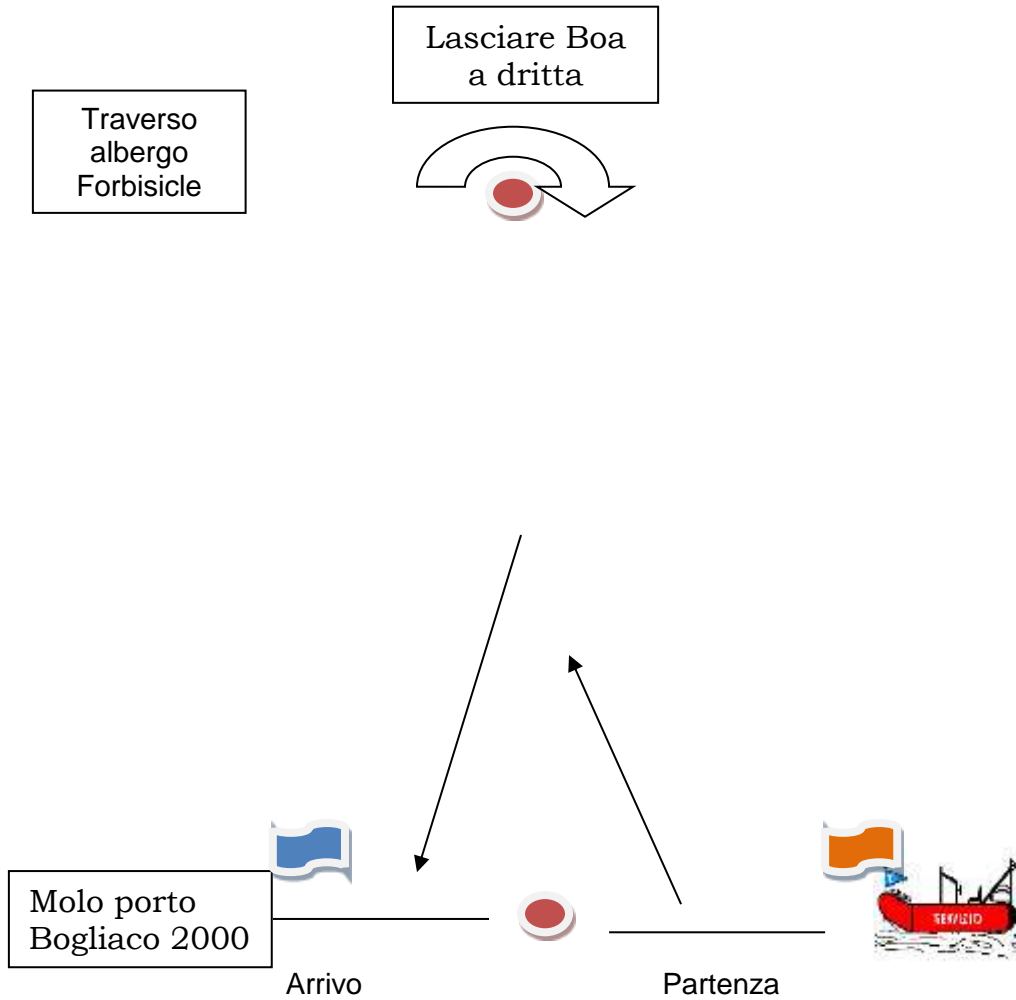 Lasciare Boa
a dritta
Traverso
albergo
Forbisicle
Molo porto
Bogliaco 2000
SERVIZIO
Arrivo
Partenza